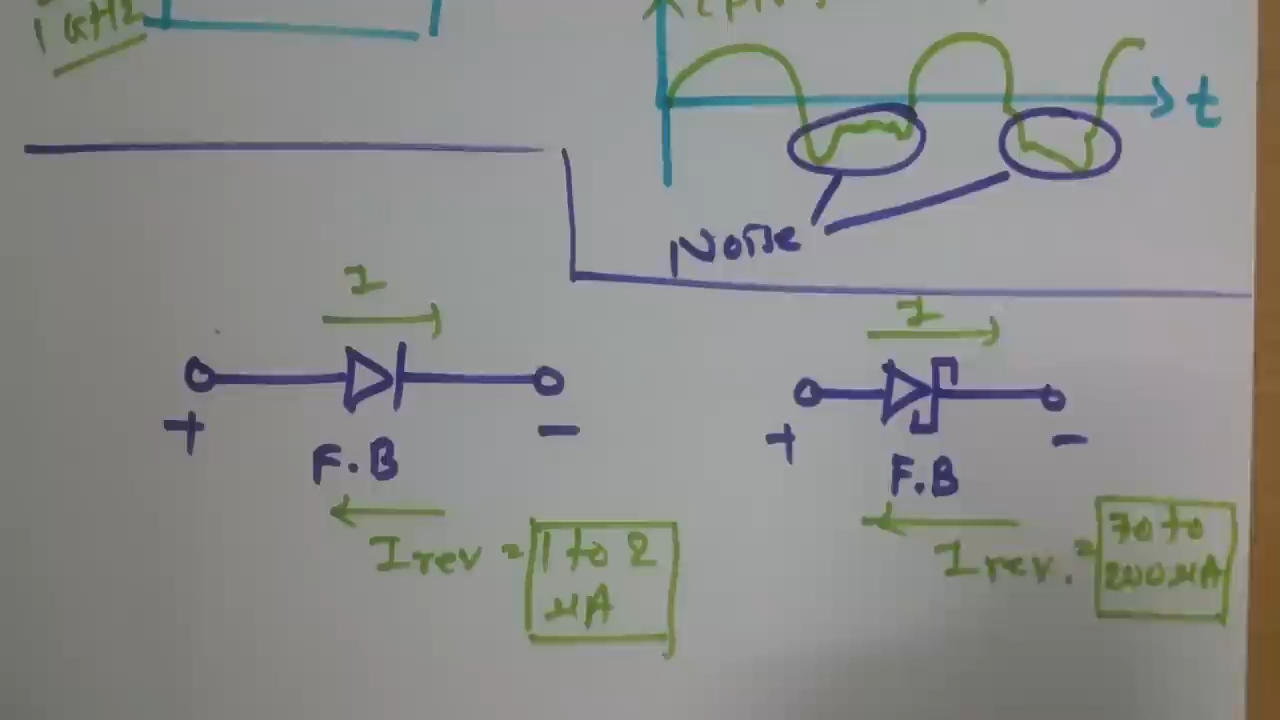 1 kHz
t
Noise
I
I
+
−
+
−
F.B
F.B
Irev = 1 to 2
μA
Irev. = 70 to
200 μA